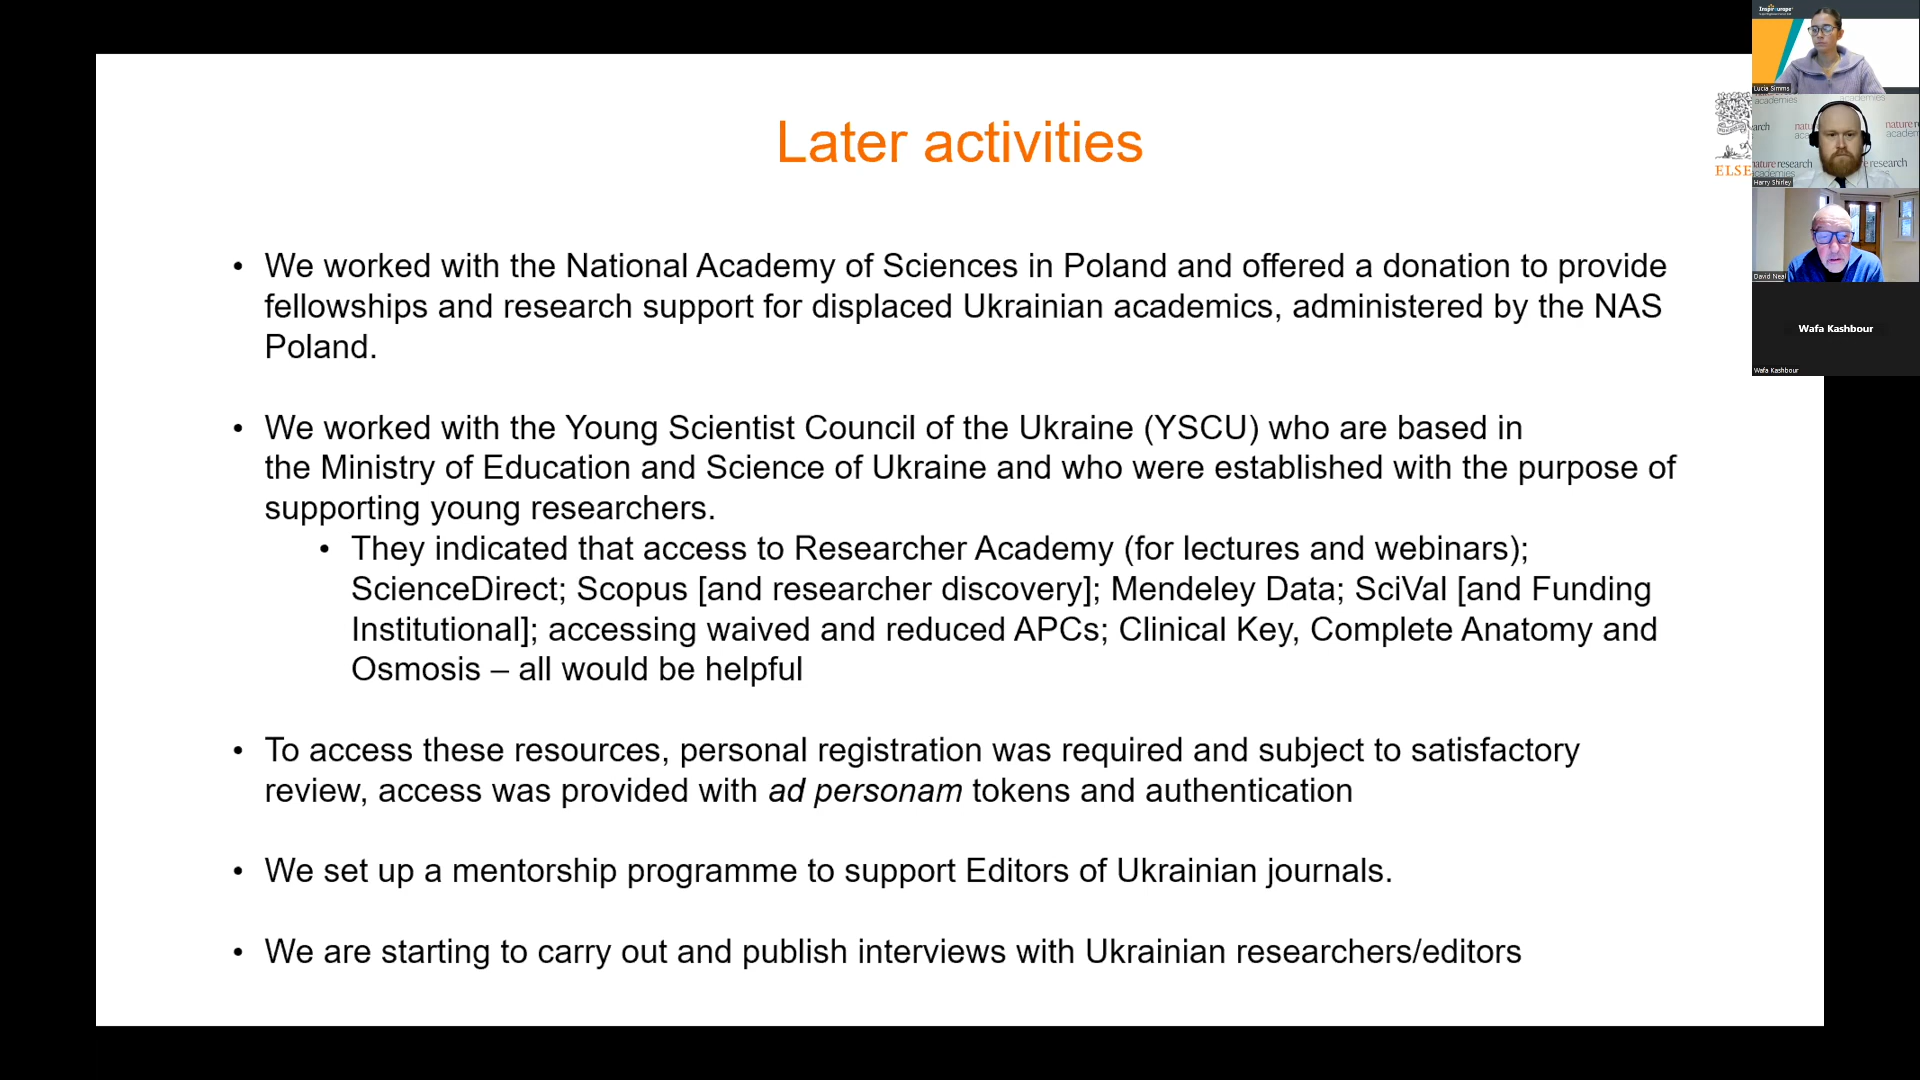 Later activities
• We worked with the National Academy of Sciences in Poland and offered a donation to provide
fellowships and research support for displaced Ukrainian academics, administered by the NAS
Poland.
• We worked with the Young Scientist Council of the Ukraine (YSCU) who are based in
the Ministry of Education and Science of Ukraine and who were established with the purpose of
supporting young researchers.
• They indicated that access to Researcher Academy (for lectures and webinars);
ScienceDirect; Scopus [and researcher discovery]; Mendeley Data; SciVal [and Funding
Institutional]; accessing waived and reduced APCs; Clinical Key, Complete Anatomy and
Osmosis – all would be helpful
• To access these resources, personal registration was required and subject to satisfactory
review, access was provided with ad personam tokens and authentication
• We set up a mentorship programme to support Editors of Ukrainian journals.
• We are starting to carry out and publish interviews with Ukrainian researchers/editors
ELSE
Lucia Simms
academies
academies
nature research
research
Harry Shirley
David Neal
Wafa Kashbour
Wafa Kashbour